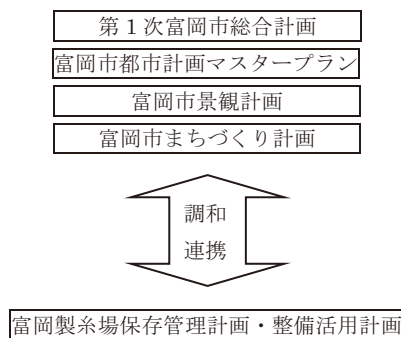 第１次富岡市総合計画
富岡市都市計画マスタープラン
富岡市景観計画
富岡市まちづくり計画
調和
連携
富岡製糸場保存管理計画・整備活用計画